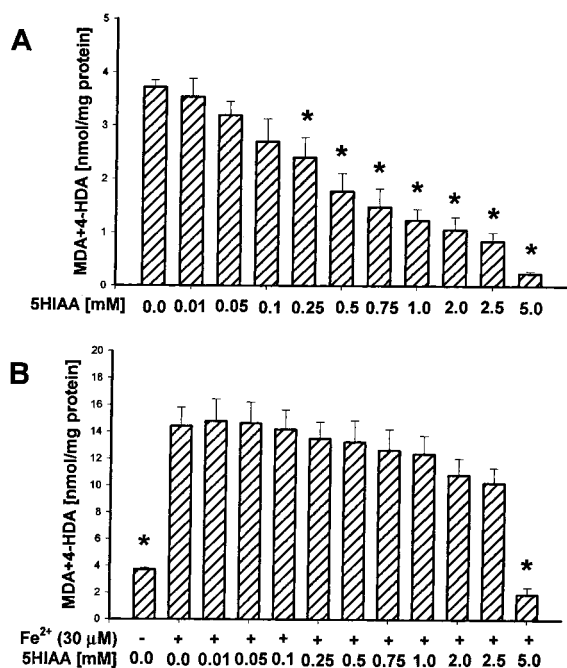 A
MDA+4-HDA [nmol/mg protein]
5
4
3
2
1
0
* * * * * * *
5HIAA [mM] 0.0 0.01 0.05 0.1 0.25 0.5 0.75 1.0 2.0 2.5 5.0
B
MDA+4-HDA [nmol/mg protein]
20
18
16
14
12
10
8
6
4
2
0
* *
Fe²⁺ (30 µM) - + + + + + + + + + + +
5HIAA [mM] 0.0 0.0 0.01 0.05 0.1 0.25 0.5 0.75 1.0 2.0 2.5 5.0